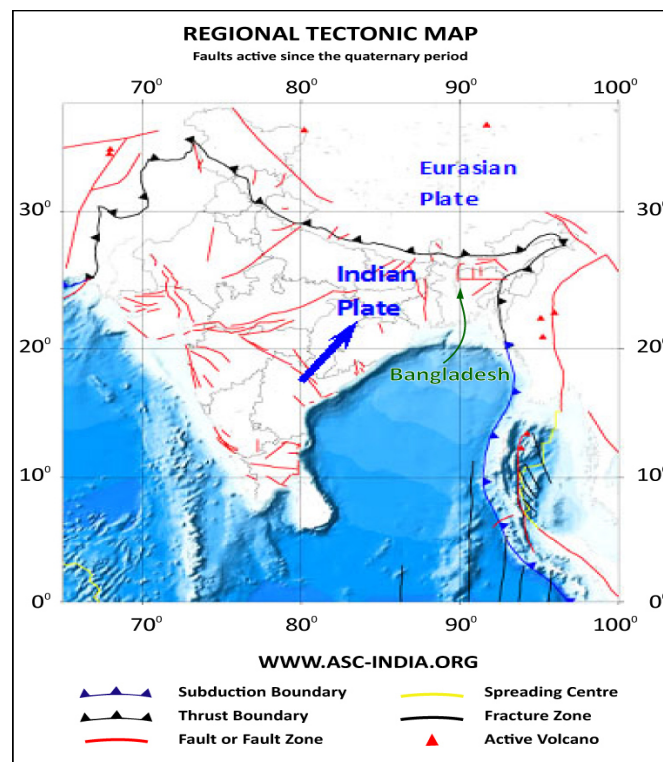 REGIONAL TECTONIC MAP
Faults active since the quaternary period
70⁰ 80⁰ 90⁰ 100⁰
Eurasian
Plate
30⁰ 30⁰
Indian
Plate
20⁰ 20⁰
Bangladesh
10⁰ 10⁰
0⁰ 0⁰
70⁰ 80⁰ 90⁰ 100⁰
WWW.ASC-INDIA.ORG
Subduction Boundary Spreading Centre
Thrust Boundary Fracture Zone
Fault or Fault Zone Active Volcano